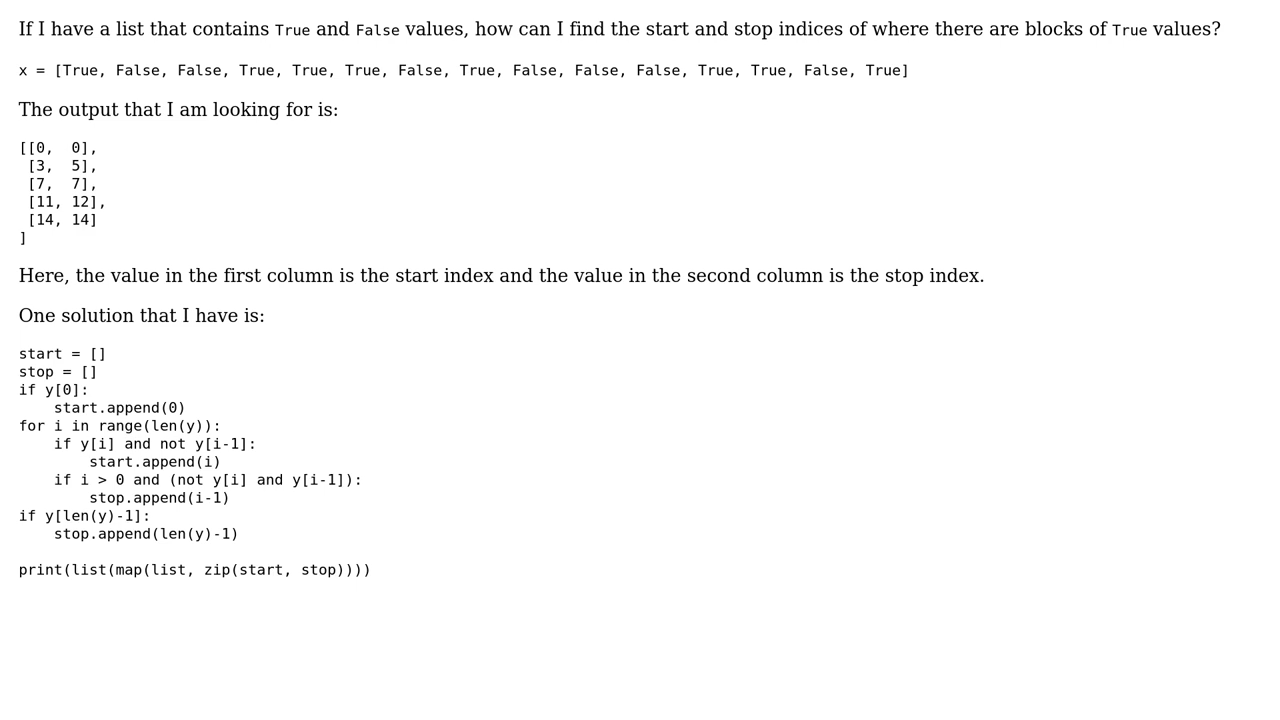 If I have a list that contains True and False values, how can I find the start and stop indices of where there are blocks of True values?
x = [True, False, False, True, True, True, False, True, False, False, False, True, True, False, True]
The output that I am looking for is:
[[0,  0],
 [3,  5],
 [7,  7],
 [11, 12],
 [14, 14]
]
Here, the value in the first column is the start index and the value in the second column is the stop index.
One solution that I have is:
start = []
stop = []
if y[0]:
    start.append(0)
for i in range(len(y)):
    if y[i] and not y[i-1]:
        start.append(i)
    if i > 0 and (not y[i] and y[i-1]):
        stop.append(i-1)
if y[len(y)-1]:
    stop.append(len(y)-1)
print(list(map(list, zip(start, stop))))